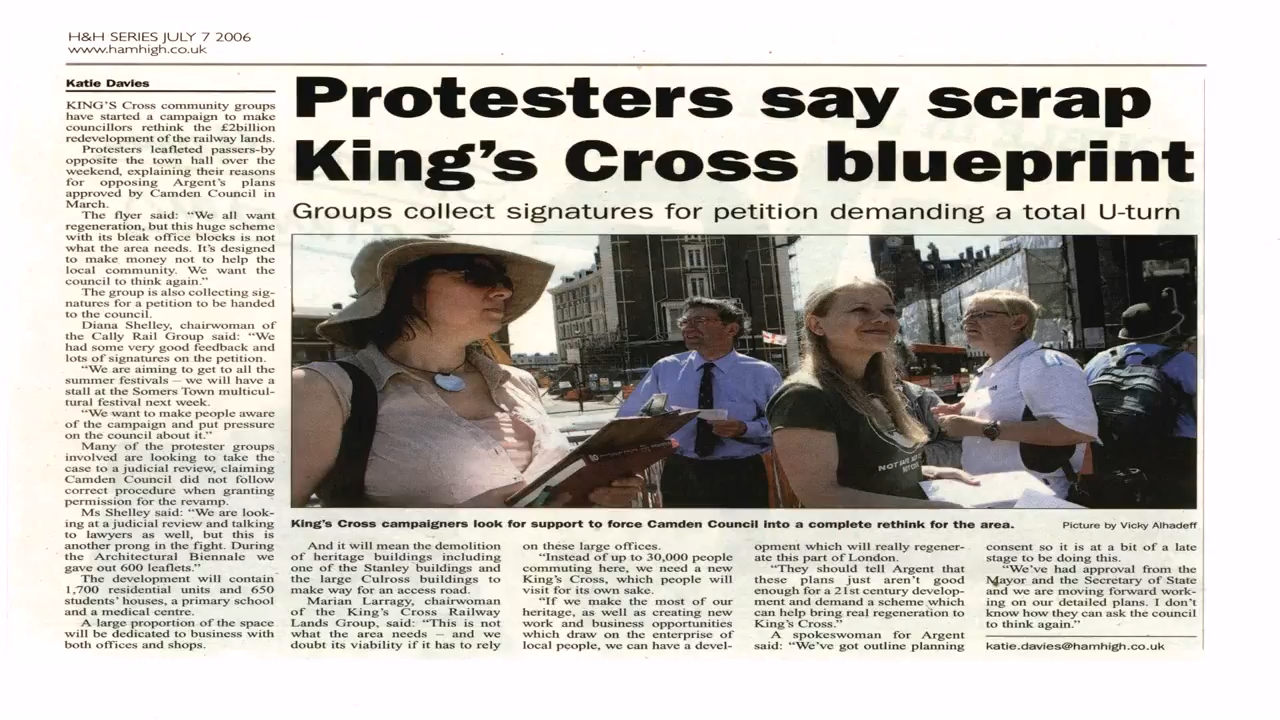 H&H SERIES JULY 7 2006
www.hamhigh.co.uk
Protesters say scrap
King's Cross blueprint
Groups collect signatures for petition demanding a total U-turn
Katie Davies
KING'S Cross community groups
have started a campaign to make
councillors rethink the £2billion
redevelopment of the railway lands.
Protesters leafleted passers-by
opposite the town hall over the
weekend, explaining their reasons
for opposing Argent's plans
approved by Camden Council in
March.
The flyer said: "We all want
regeneration, but this huge scheme
with its bleak office blocks is not
what the area needs. It's designed
to make money not to help the
local community. We want the
council to think again."
The group is also collecting sig-
natures for a petition to be handed
to the council.
Diana Shelley, chairwoman of
the Cally Rail Group said: "We
had some very good feedback and
lots of signatures on the petition.
"We are aiming to get to all the
summer festivals – we will have a
stall at the Somers Town multicul-
tural festival next week.
"We want to make people aware
of the campaign and put pressure
on the council about it."
Many of the protester groups
involved are looking to take the
case to a judicial review, claiming
Camden Council did not follow
correct procedure when granting
permission for the revamp.
Ms Shelley said: "We are look-
ing at a judicial review and talking
to lawyers as well, but this is
another prong in the fight. During
the Architectural Biennale we
gave out 600 leaflets."
The development will contain
1,700 residential units and 650
students' houses, a primary school
and a medical centre.
A large proportion of the space
will be dedicated to business with
both offices and shops.
King's Cross campaigners look for support to force Camden Council into a complete rethink for the area.
Picture by Vicky Alhadeff
And it will mean the demolition
of heritage buildings including
one of the Stanley buildings and
the large Culross buildings to
make way for an access road.
Marian Larragy, chairwoman
of the King's Cross Railway
Lands Group, said: "This is not
what the area needs – and we
doubt its viability if it has to rely
on these large offices.
"Instead of up to 30,000 people
commuting here, we need a new
King's Cross, which people will
visit for its own sake.
"If we make the most of our
heritage, as well as creating new
work and business opportunities
which draw on the enterprise of
local people, we can have a devel-
opment which will really regener-
ate this part of London.
"They should tell Argent that
these plans just aren't good
enough for a 21st century develop-
ment and demand a scheme which
can help bring real regeneration to
King's Cross."
A spokeswoman for Argent
said: "We've got outline planning
consent so it is at a bit of a late
stage to be doing this.
"We've had approval from the
Mayor and the Secretary of State
and we are moving forward work-
ing on our detailed plans. I don't
know how they can ask the council
to think again."
katie.davies@hamhigh.co.uk